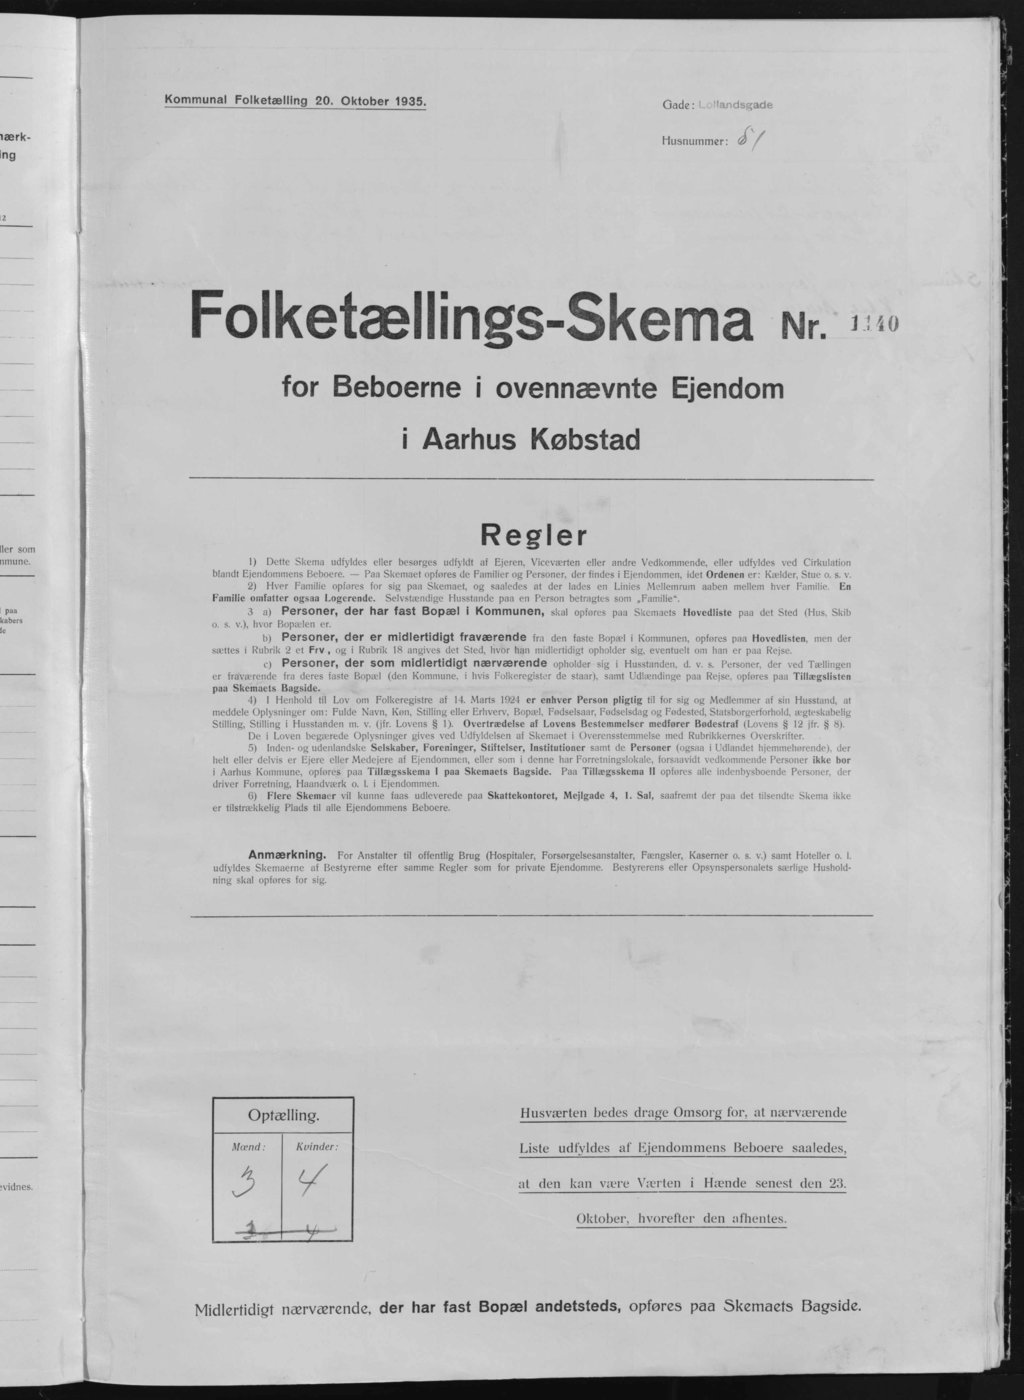 Kommunal Folketælling 20. Oktober 1935.
Gade: Lollandsgade
Husnummer: 81
Folketællings-Skema Nr. 1140
for Beboerne i ovennævnte Ejendom
i Aarhus Købstad
Regler
1) Dette Skema udfyldes eller besørges udfyldt af Ejeren, Viceværten eller andre Vedkommende, eller udfyldes ved Cirkulation
blandt Ejendommens Beboere. — Paa Skemaet opføres de Familier og Personer, der findes i Ejendommen, idet Ordenen er: Kælder, Stue o. s. v.
2) Hver Familie opføres for sig paa Skemaet, og saaledes at der lades en Linies Mellemrum aaben mellem hver Familie. En
Familie omfatter ogsaa Logerende. Selvstændige Husstande paa en Person betragtes som „Familie".
3 a) Personer, der har fast Bopæl i Kommunen, skal opføres paa Skemaets Hovedliste paa det Sted (Hus, Skib
o. s. v.), hvor Bopælen er.
b) Personer, der er midlertidigt fraværende fra den faste Bopæl i Kommunen, opføres paa Hovedlisten, men der
sættes i Rubrik 2 et Frv, og i Rubrik 18 angives det Sted, hvor han midlertidigt opholder sig, eventuelt om han er paa Rejse.
c) Personer, der som midlertidigt nærværende opholder sig i Husstanden, d. v. s. Personer, der ved Tællingen
er fraværende fra deres faste Bopæl (den Kommune, i hvis Folkeregister de staar), samt Udlændinge paa Rejse, opføres paa Tillægslisten
paa Skemaets Bagside.
4) I Henhold til Lov om Folkeregistre af 14. Marts 1924 er enhver Person pligtig til for sig og Medlemmer af sin Husstand, at
meddele Oplysninger om: Fulde Navn, Køn, Stilling eller Erhverv, Bopæl, Fødselsaar, Fødselsdag og Fødested, Statsborgerforhold, ægteskabelig
Stilling, Stilling i Husstanden m. v. (jfr. Lovens § 1). Overtrædelse af Lovens Bestemmelser medfører Bødestraf (Lovens § 12 jfr. § 8).
De i Loven begærede Oplysninger gives ved Udfyldelsen af Skemaet i Overensstemmelse med Rubrikkernes Overskrifter.
5) Inden- og udenlandske Selskaber, Foreninger, Stiftelser, Institutioner samt de Personer (ogsaa i Udlandet hjemmehørende), der
helt eller delvis er Ejere eller Medejere af Ejendommen, eller som i denne har Forretningslokale, forsaavidt vedkommende Personer ikke bor
i Aarhus Kommune, opføres paa Tillægsskema I paa Skemaets Bagside. Paa Tillægsskema II opføres alle indenbysboende Personer, der
driver Forretning, Haandværk o. l. i Ejendommen.
6) Flere Skemaer vil kunne faas udleverede paa Skattekontoret, Mejlgade 4, 1. Sal, saafremt der paa det tilsendte Skema ikke
er tilstrækkelig Plads til alle Ejendommens Beboere.
Anmærkning. For Anstalter til offentlig Brug (Hospitaler, Forsørgelsesanstalter, Fængsler, Kaserner o. s. v.) samt Hoteller o. l.
udfyldes Skemaerne af Bestyrerne efter samme Regler som for private Ejendomme. Bestyrerens eller Opsynspersonalets særlige Hushold-
ning skal opføres for sig.
Optælling.
Mænd: Kvinder:
3 4
3 4
Husværten bedes drage Omsorg for, at nærværende
Liste udfyldes af Ejendommens Beboere saaledes,
at den kan være Værten i Hænde senest den 23.
Oktober, hvorefter den afhentes.
Midlertidigt nærværende, der har fast Bopæl andetsteds, opføres paa Skemaets Bagside.